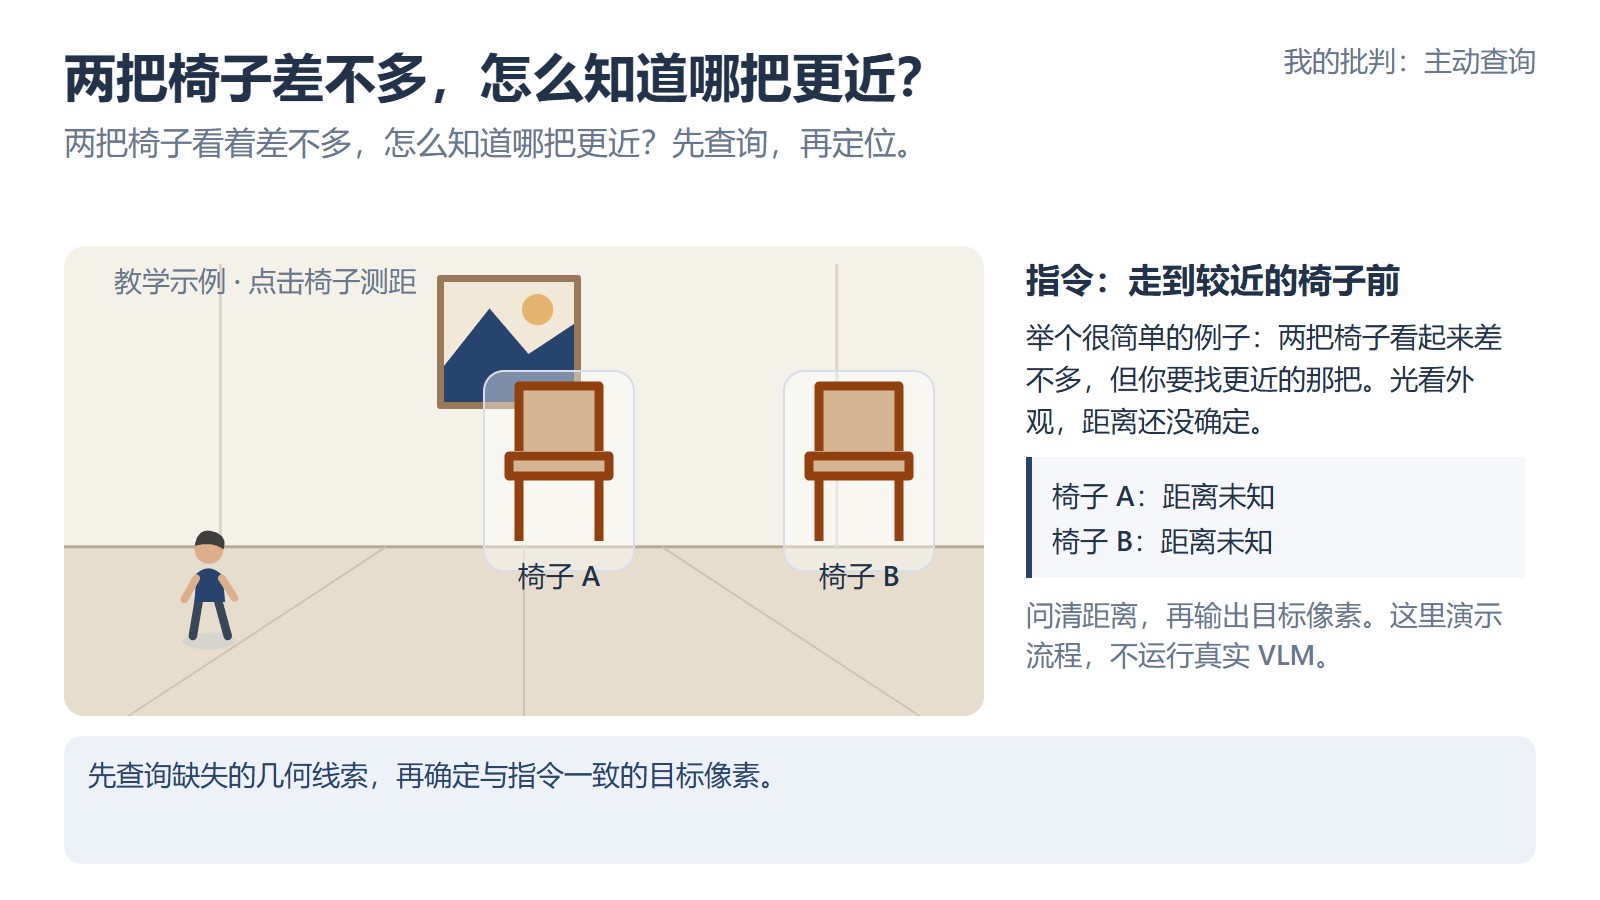 两把椅子差不多，怎么知道哪把更近？
我的批判：主动查询
两把椅子看着差不多，怎么知道哪把更近？先查询，再定位。
教学示例 · 点击椅子测距
椅子 A
椅子 B
指令：走到较近的椅子前
举个很简单的例子：两把椅子看起来差
不多，但你要找更近的那把。光看外
观，距离还没确定。
椅子 A：距离未知
椅子 B：距离未知
问清距离，再输出目标像素。这里演示
流程，不运行真实 VLM。
先查询缺失的几何线索，再确定与指令一致的目标像素。